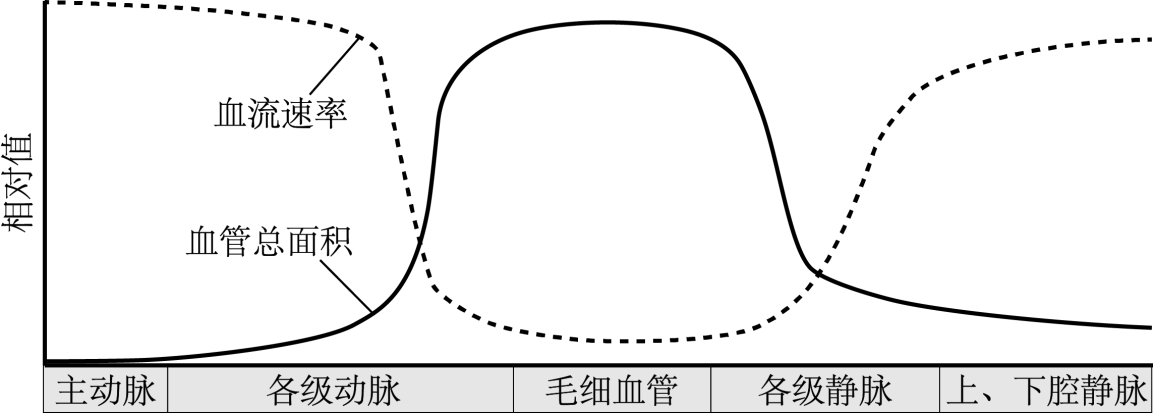 血流速率
相对值
血管总面积
主动脉
各级动脉
毛细血管
各级静脉
上、下腔静脉